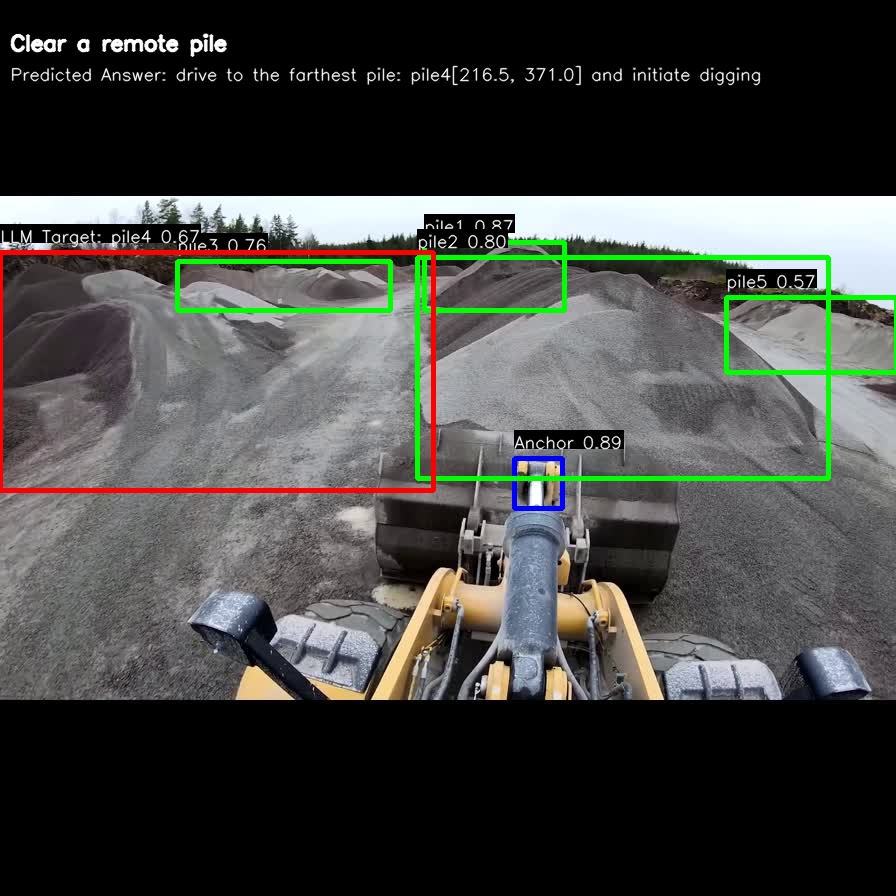 Clear a remote pile
Predicted Answer: drive to the farthest pile: pile4[216.5, 371.0] and initiate digging
pile1 0.87
LLM Target: pile4 0.67
pile3 0.76
pile2 0.80
pile5 0.57
Anchor 0.89